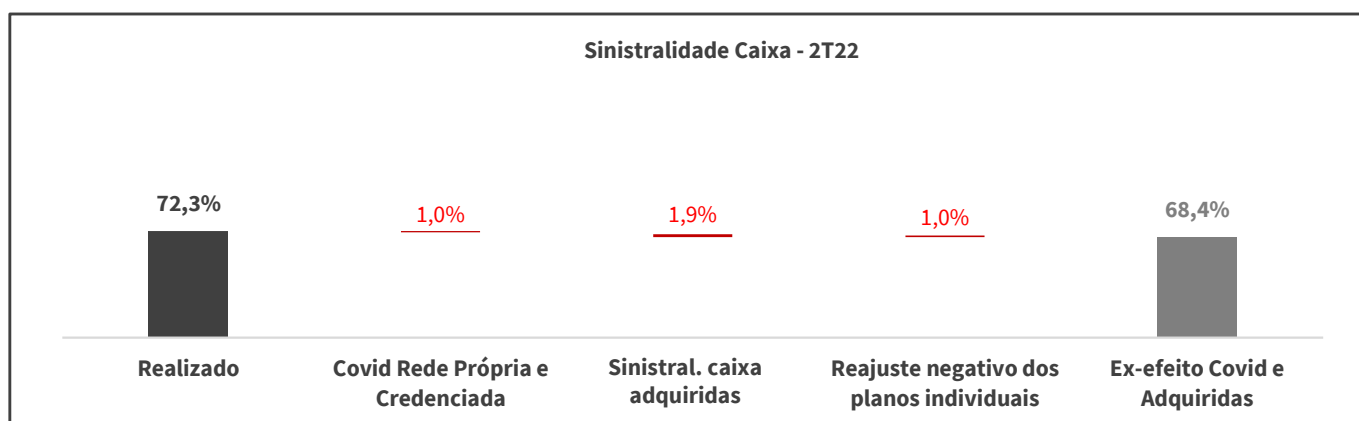 Sinistralidade Caixa - 2T22
72,3%
1,0%
1,9%
1,0%
68,4%
Realizado
Covid Rede Própria e
Credenciada
Sinistral. caixa
adquiridas
Reajuste negativo dos
planos individuais
Ex-efeito Covid e
Adquiridas